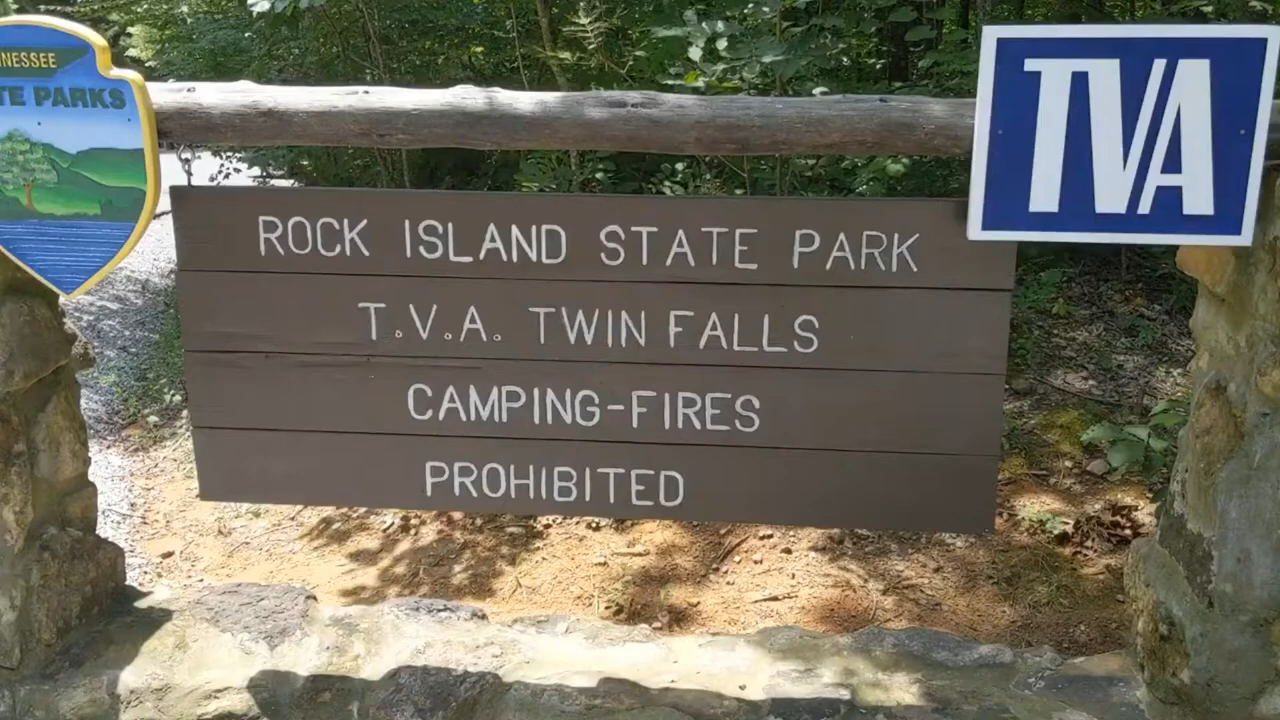 NNESSEE
TE PARKS
TVA
ROCK ISLAND STATE PARK
T.V.A. TWIN FALLS
CAMPING-FIRES
PROHIBITED